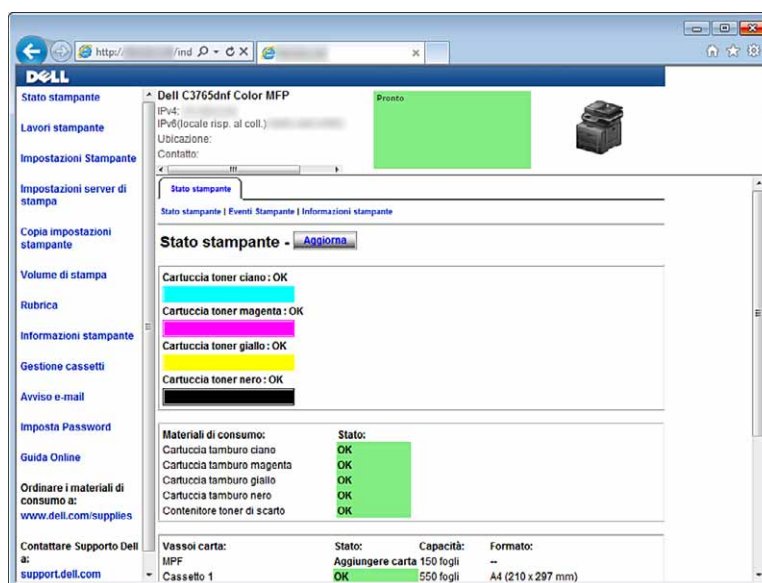 http:/ /ind
DELL
Stato stampante
Lavori stampante
Impostazioni Stampante
Impostazioni server di
stampa
Copia impostazioni
stampante
Volume di stampa
Rubrica
Informazioni stampante
Gestione cassetti
Avviso e-mail
Imposta Password
Guida Online
Ordinare i materiali di
consumo a:
www.dell.com/supplies
Contattare Supporto Dell
a:
support.dell.com
Dell C3765dnf Color MFP
IPv4:
IPv6(locale risp. al coll.)
Ubicazione:
Contatto:
Pronto
Stato stampante
Stato stampante | Eventi Stampante | Informazioni stampante
Stato stampante - Aggiorna
Cartuccia toner ciano : OK
Cartuccia toner magenta : OK
Cartuccia toner giallo : OK
Cartuccia toner nero : OK
Materiali di consumo: Stato:
Cartuccia tamburo ciano OK
Cartuccia tamburo magenta OK
Cartuccia tamburo giallo OK
Cartuccia tamburo nero OK
Contenitore toner di scarto OK
Vassoi carta: Stato: Capacità: Formato:
MPF Aggiungere carta 150 fogli --
Cassetto 1 OK 550 fogli A4 (210 x 297 mm)